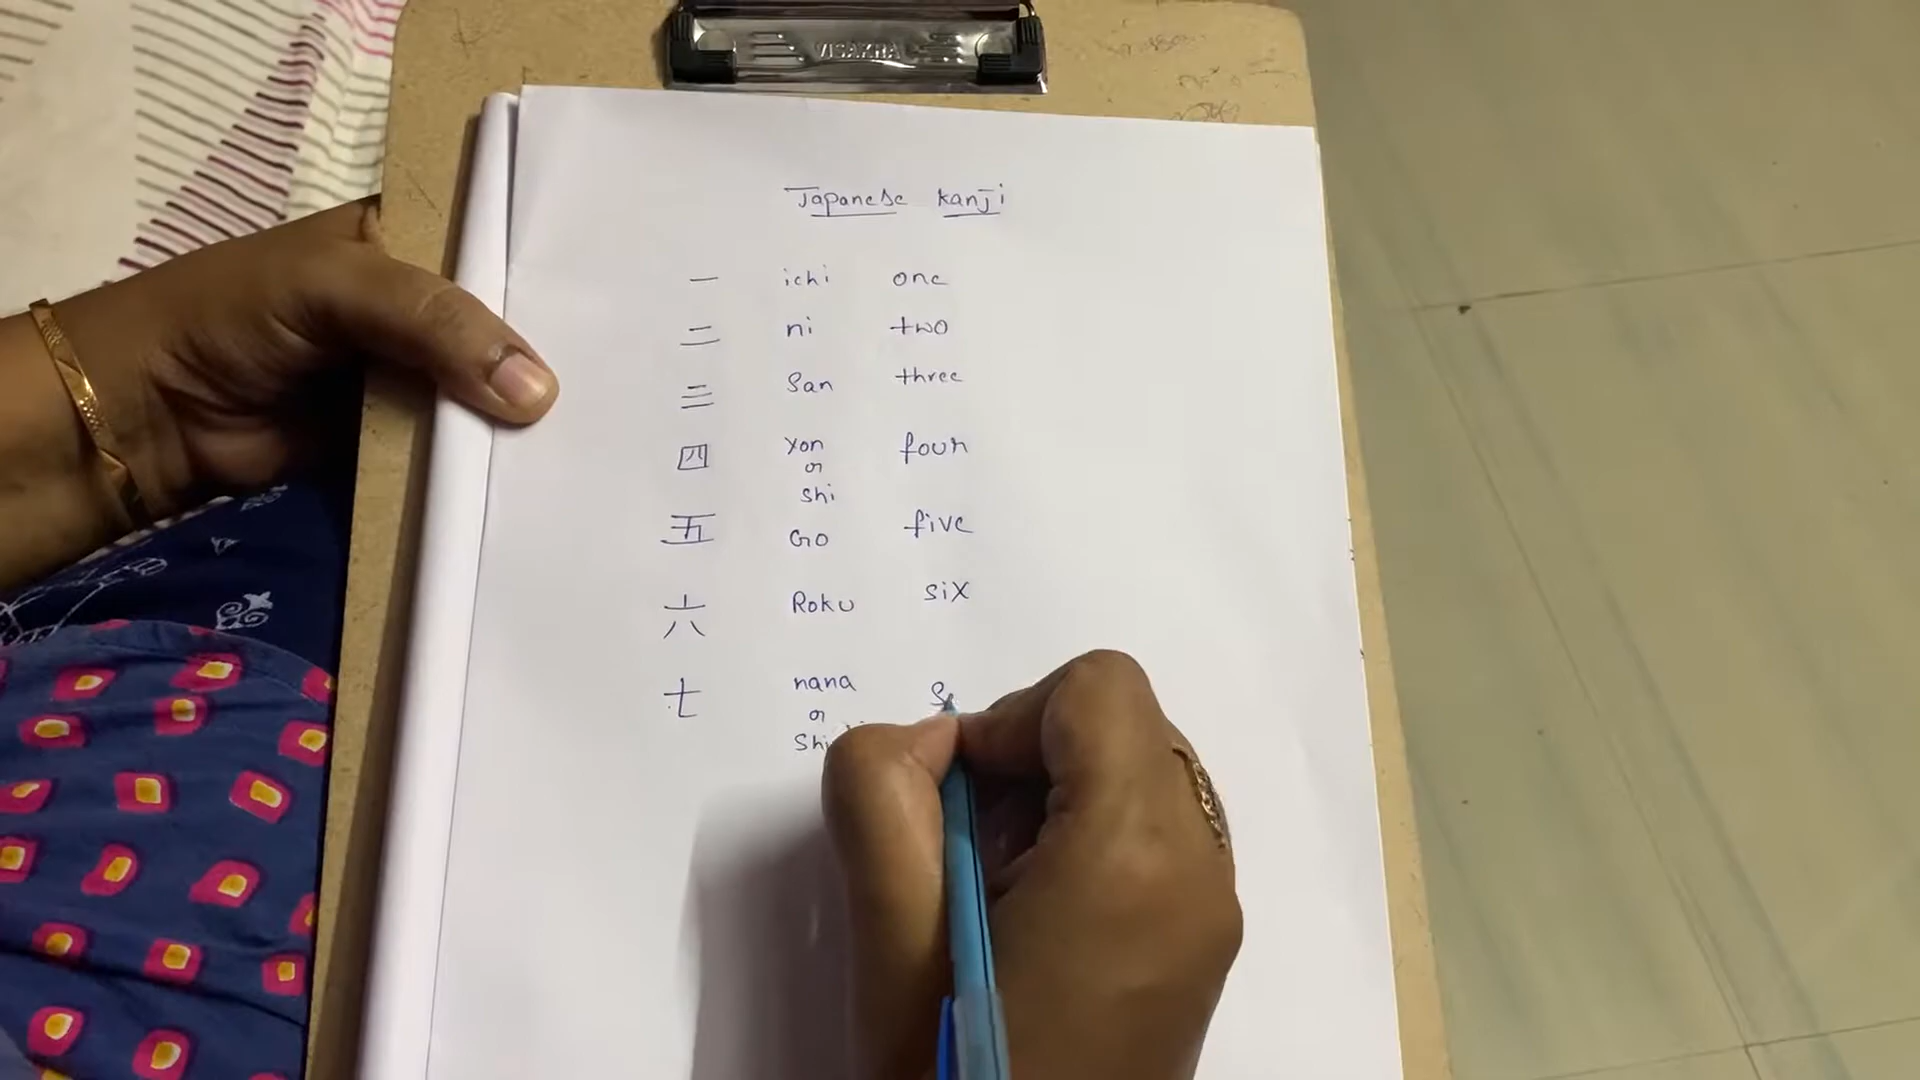 VISAKHA
Japanese Kanji
一 ichi one
二 ni two
三 San three
四 Yon four
or
shi
五 Go five
六 Roku six
七 nana
or